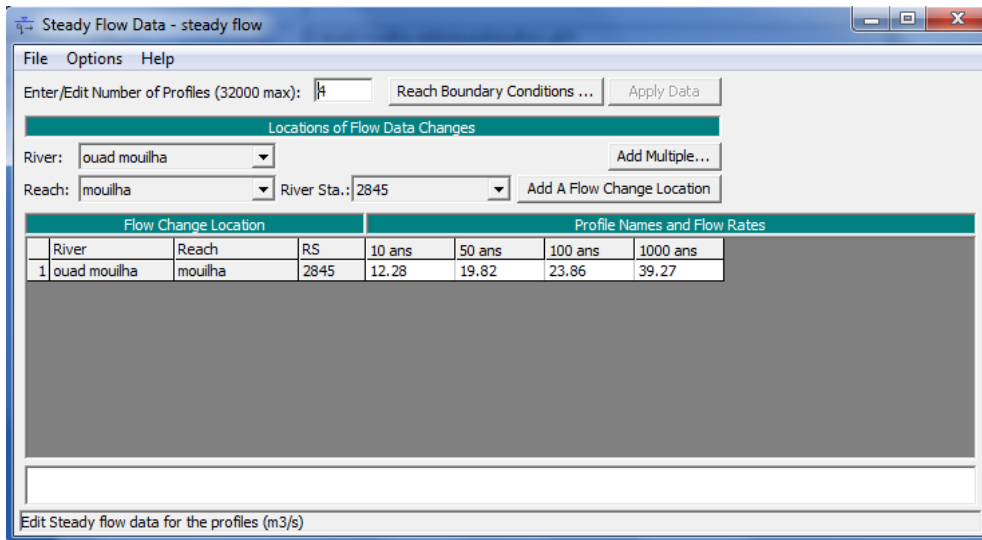 Steady Flow Data - steady flow
File Options Help
Enter/Edit Number of Profiles (32000 max): 4 Reach Boundary Conditions ... Apply Data
Locations of Flow Data Changes
River: ouad mouilha Add Multiple...
Reach: mouilha River Sta.: 2845 Add A Flow Change Location
Flow Change Location Profile Names and Flow Rates
River Reach RS 10 ans 50 ans 100 ans 1000 ans
1 ouad mouilha mouilha 2845 12.28 19.82 23.86 39.27
Edit Steady flow data for the profiles (m3/s)